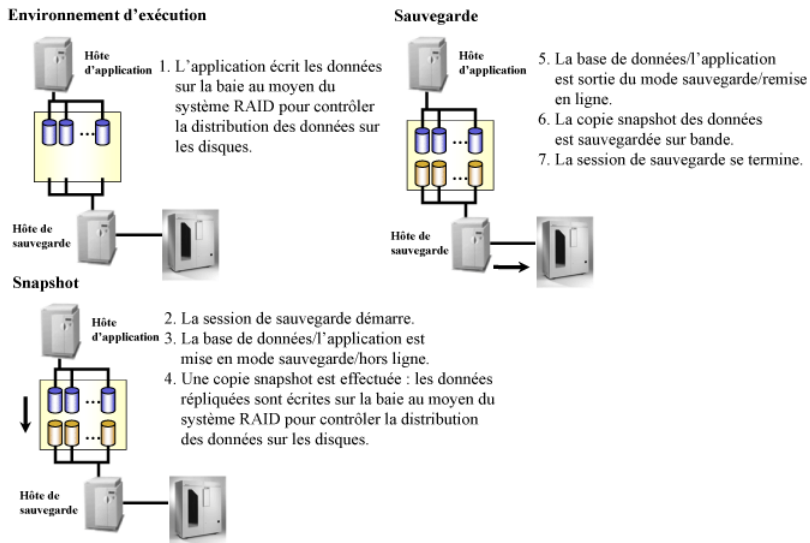 Environnement d'exécution
Hôte
d'application
1. L'application écrit les données
sur la baie au moyen du
système RAID pour contrôler
la distribution des données sur
les disques.
...
Hôte de
sauvegarde
Snapshot
Hôte
d'application
2. La session de sauvegarde démarre.
3. La base de données/l'application est
mise en mode sauvegarde/hors ligne.
4. Une copie snapshot est effectuée : les données
répliquées sont écrites sur la baie au moyen du
système RAID pour contrôler la distribution
des données sur les disques.
...
...
Hôte de
sauvegarde
Sauvegarde
Hôte
d'application
5. La base de données/l'application
est sortie du mode sauvegarde/remise
en ligne.
6. La copie snapshot des données
est sauvegardée sur bande.
7. La session de sauvegarde se termine.
...
...
Hôte de
sauvegarde